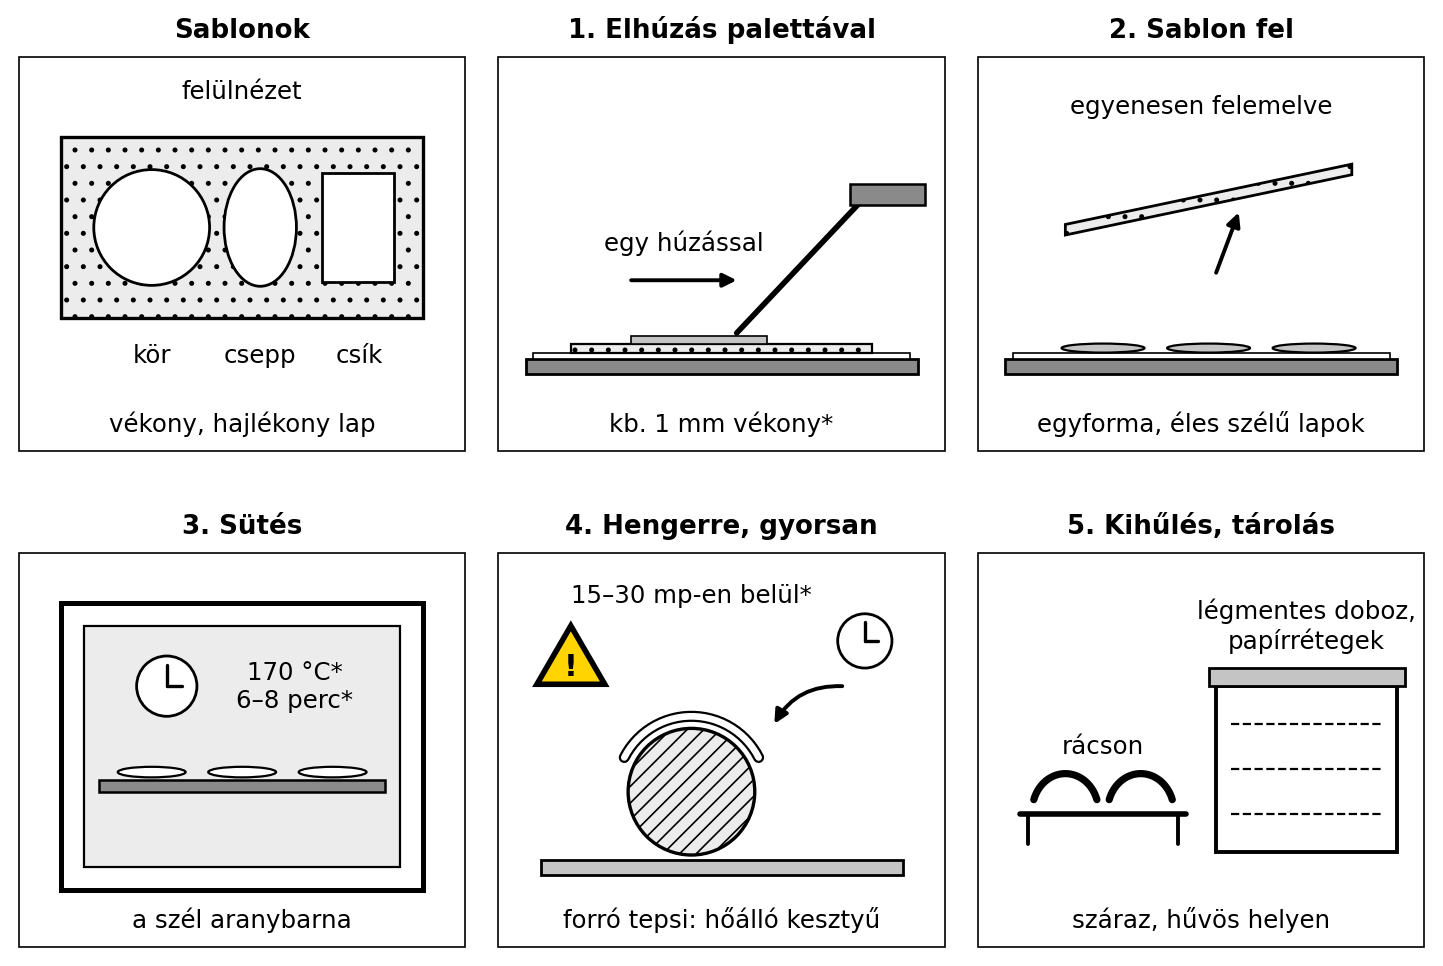 Sablonok
felülnézet
kör csepp csík
vékony, hajlékony lap
1. Elhúzás palettával
egy húzással
kb. 1 mm vékony*
2. Sablon fel
egyenesen felemelve
egyforma, éles szélű lapok
3. Sütés
170 °C*
6–8 perc*
a szél aranybarna
4. Hengerre, gyorsan
15–30 mp-en belül*
!
forró tepsi: hőálló kesztyű
5. Kihűlés, tárolás
légmentes doboz,
papírrétegek
rácson
száraz, hűvös helyen